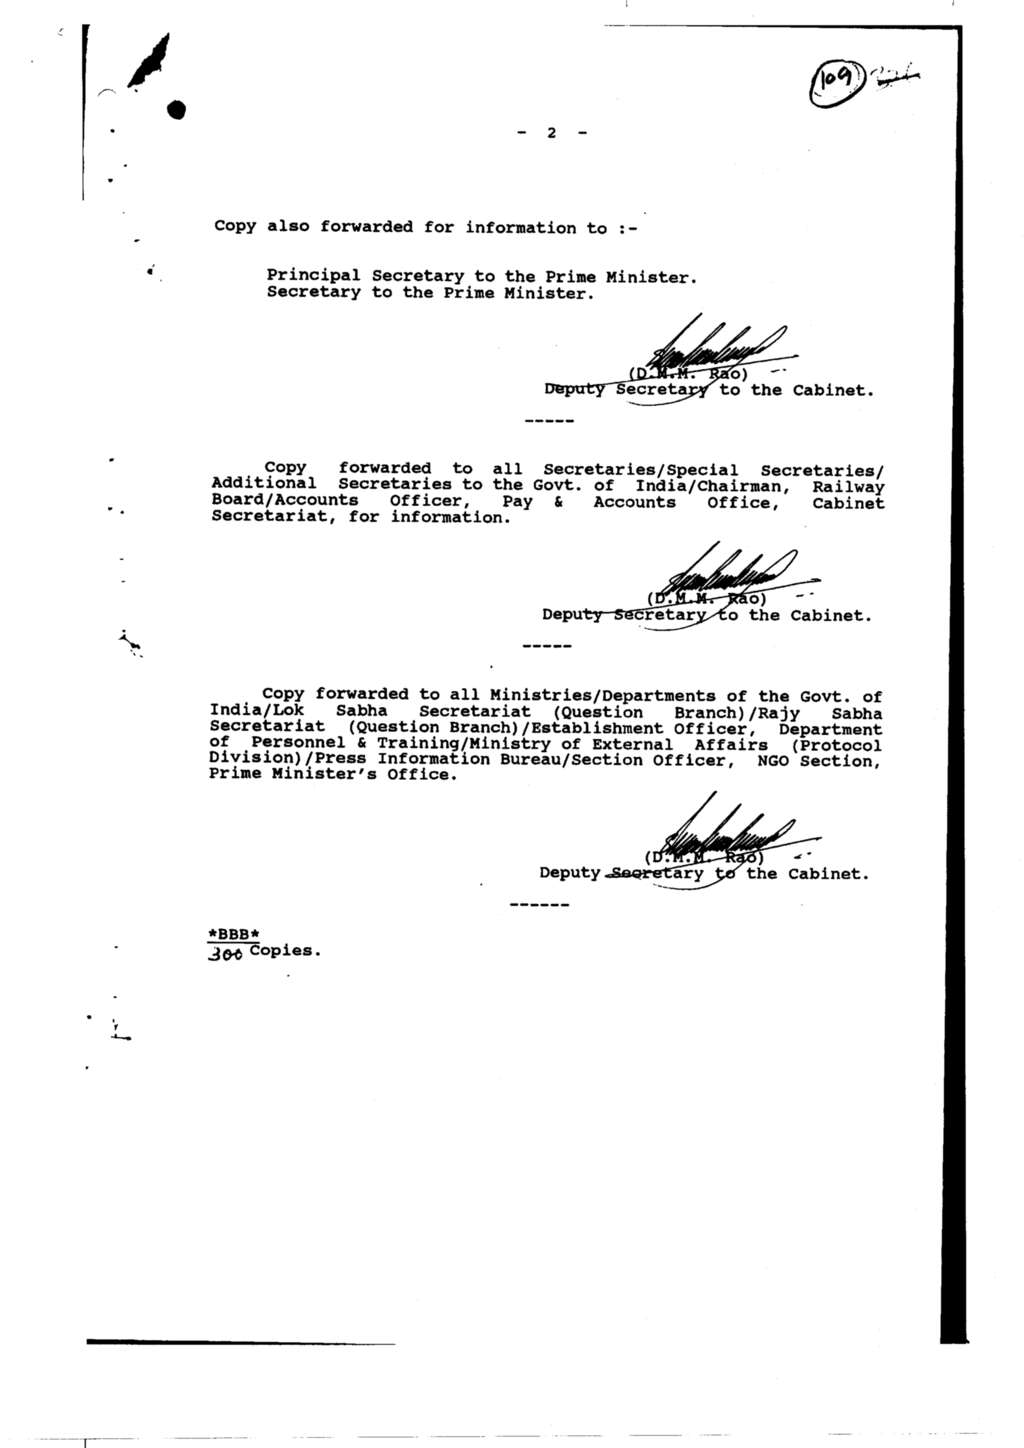 109
- 2 -
Copy also forwarded for information to :-
Principal Secretary to the Prime Minister.
Secretary to the Prime Minister.
(D.M.M. Rao)
Deputy Secretary to the Cabinet.
-----
Copy forwarded to all Secretaries/Special Secretaries/
Additional Secretaries to the Govt. of India/Chairman, Railway
Board/Accounts Officer, Pay & Accounts Office, Cabinet
Secretariat, for information.
(D.M.M. Rao)
Deputy Secretary to the Cabinet.
-----
Copy forwarded to all Ministries/Departments of the Govt. of
India/Lok Sabha Secretariat (Question Branch)/Rajy Sabha
Secretariat (Question Branch)/Establishment Officer, Department
of Personnel & Training/Ministry of External Affairs (Protocol
Division)/Press Information Bureau/Section Officer, NGO Section,
Prime Minister's Office.
(D.M.M. Rao)
Deputy Secretary to the Cabinet.
------
*BBB*
300 Copies.